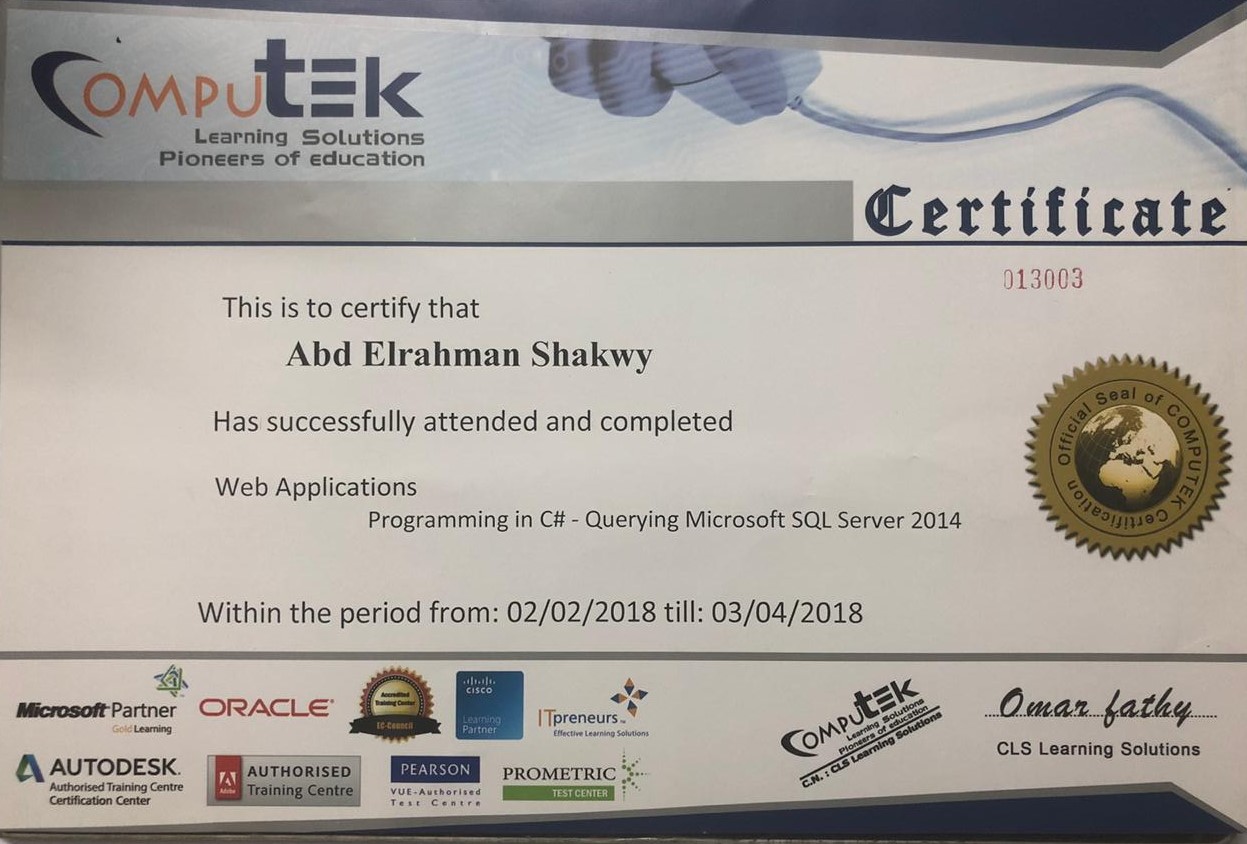 COMPUTEK
Learning Solutions
Pioneers of education
Certificate
013003
This is to certify that
Abd Elrahman Shakwy
Has successfully attended and completed
Web Applications
Programming in C# - Querying Microsoft SQL Server 2014
Within the period from: 02/02/2018 till: 03/04/2018
Official Seal of COMPUTEK Certification
Microsoft Partner
Gold Learning
ORACLE®
Accredited
Training Center
EC-Council
CISCO
Learning
Partner
ITpreneurs™
Effective Learning Solutions
AUTODESK.
Authorised Training Centre
Certification Center
Adobe
AUTHORISED
Training Centre
PEARSON
VUE-Authorised
Test Centre
PROMETRIC
TEST CENTER
COMPUTEK
Learning Solutions
Pioneers of education
C.N.: CLS Learning Solutions
Omar fathy
CLS Learning Solutions